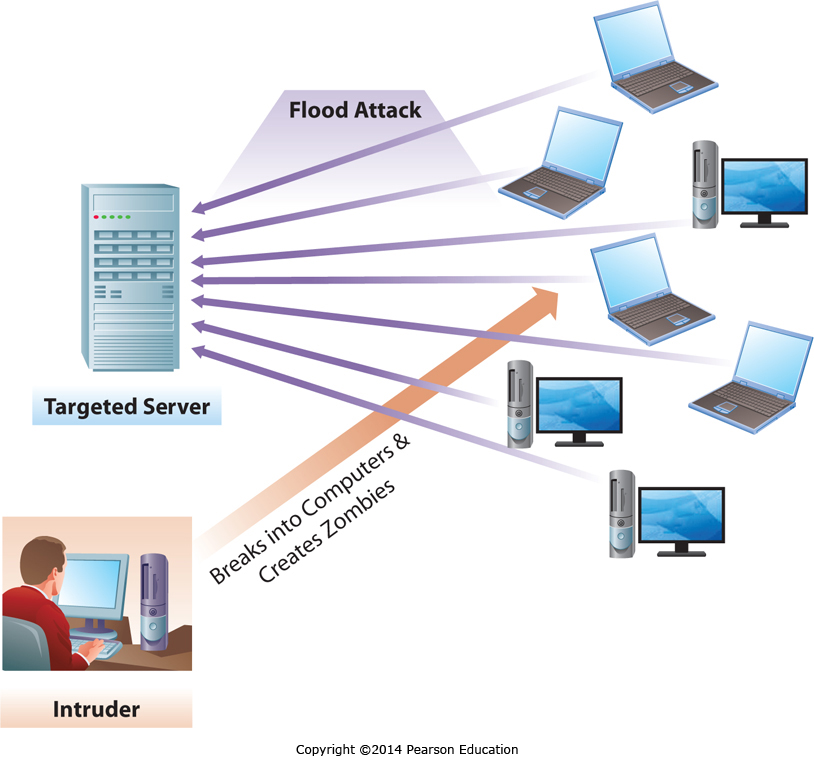 Flood Attack
Targeted Server
Breaks into Computers &
Creates Zombies
Intruder
Copyright ©2014 Pearson Education